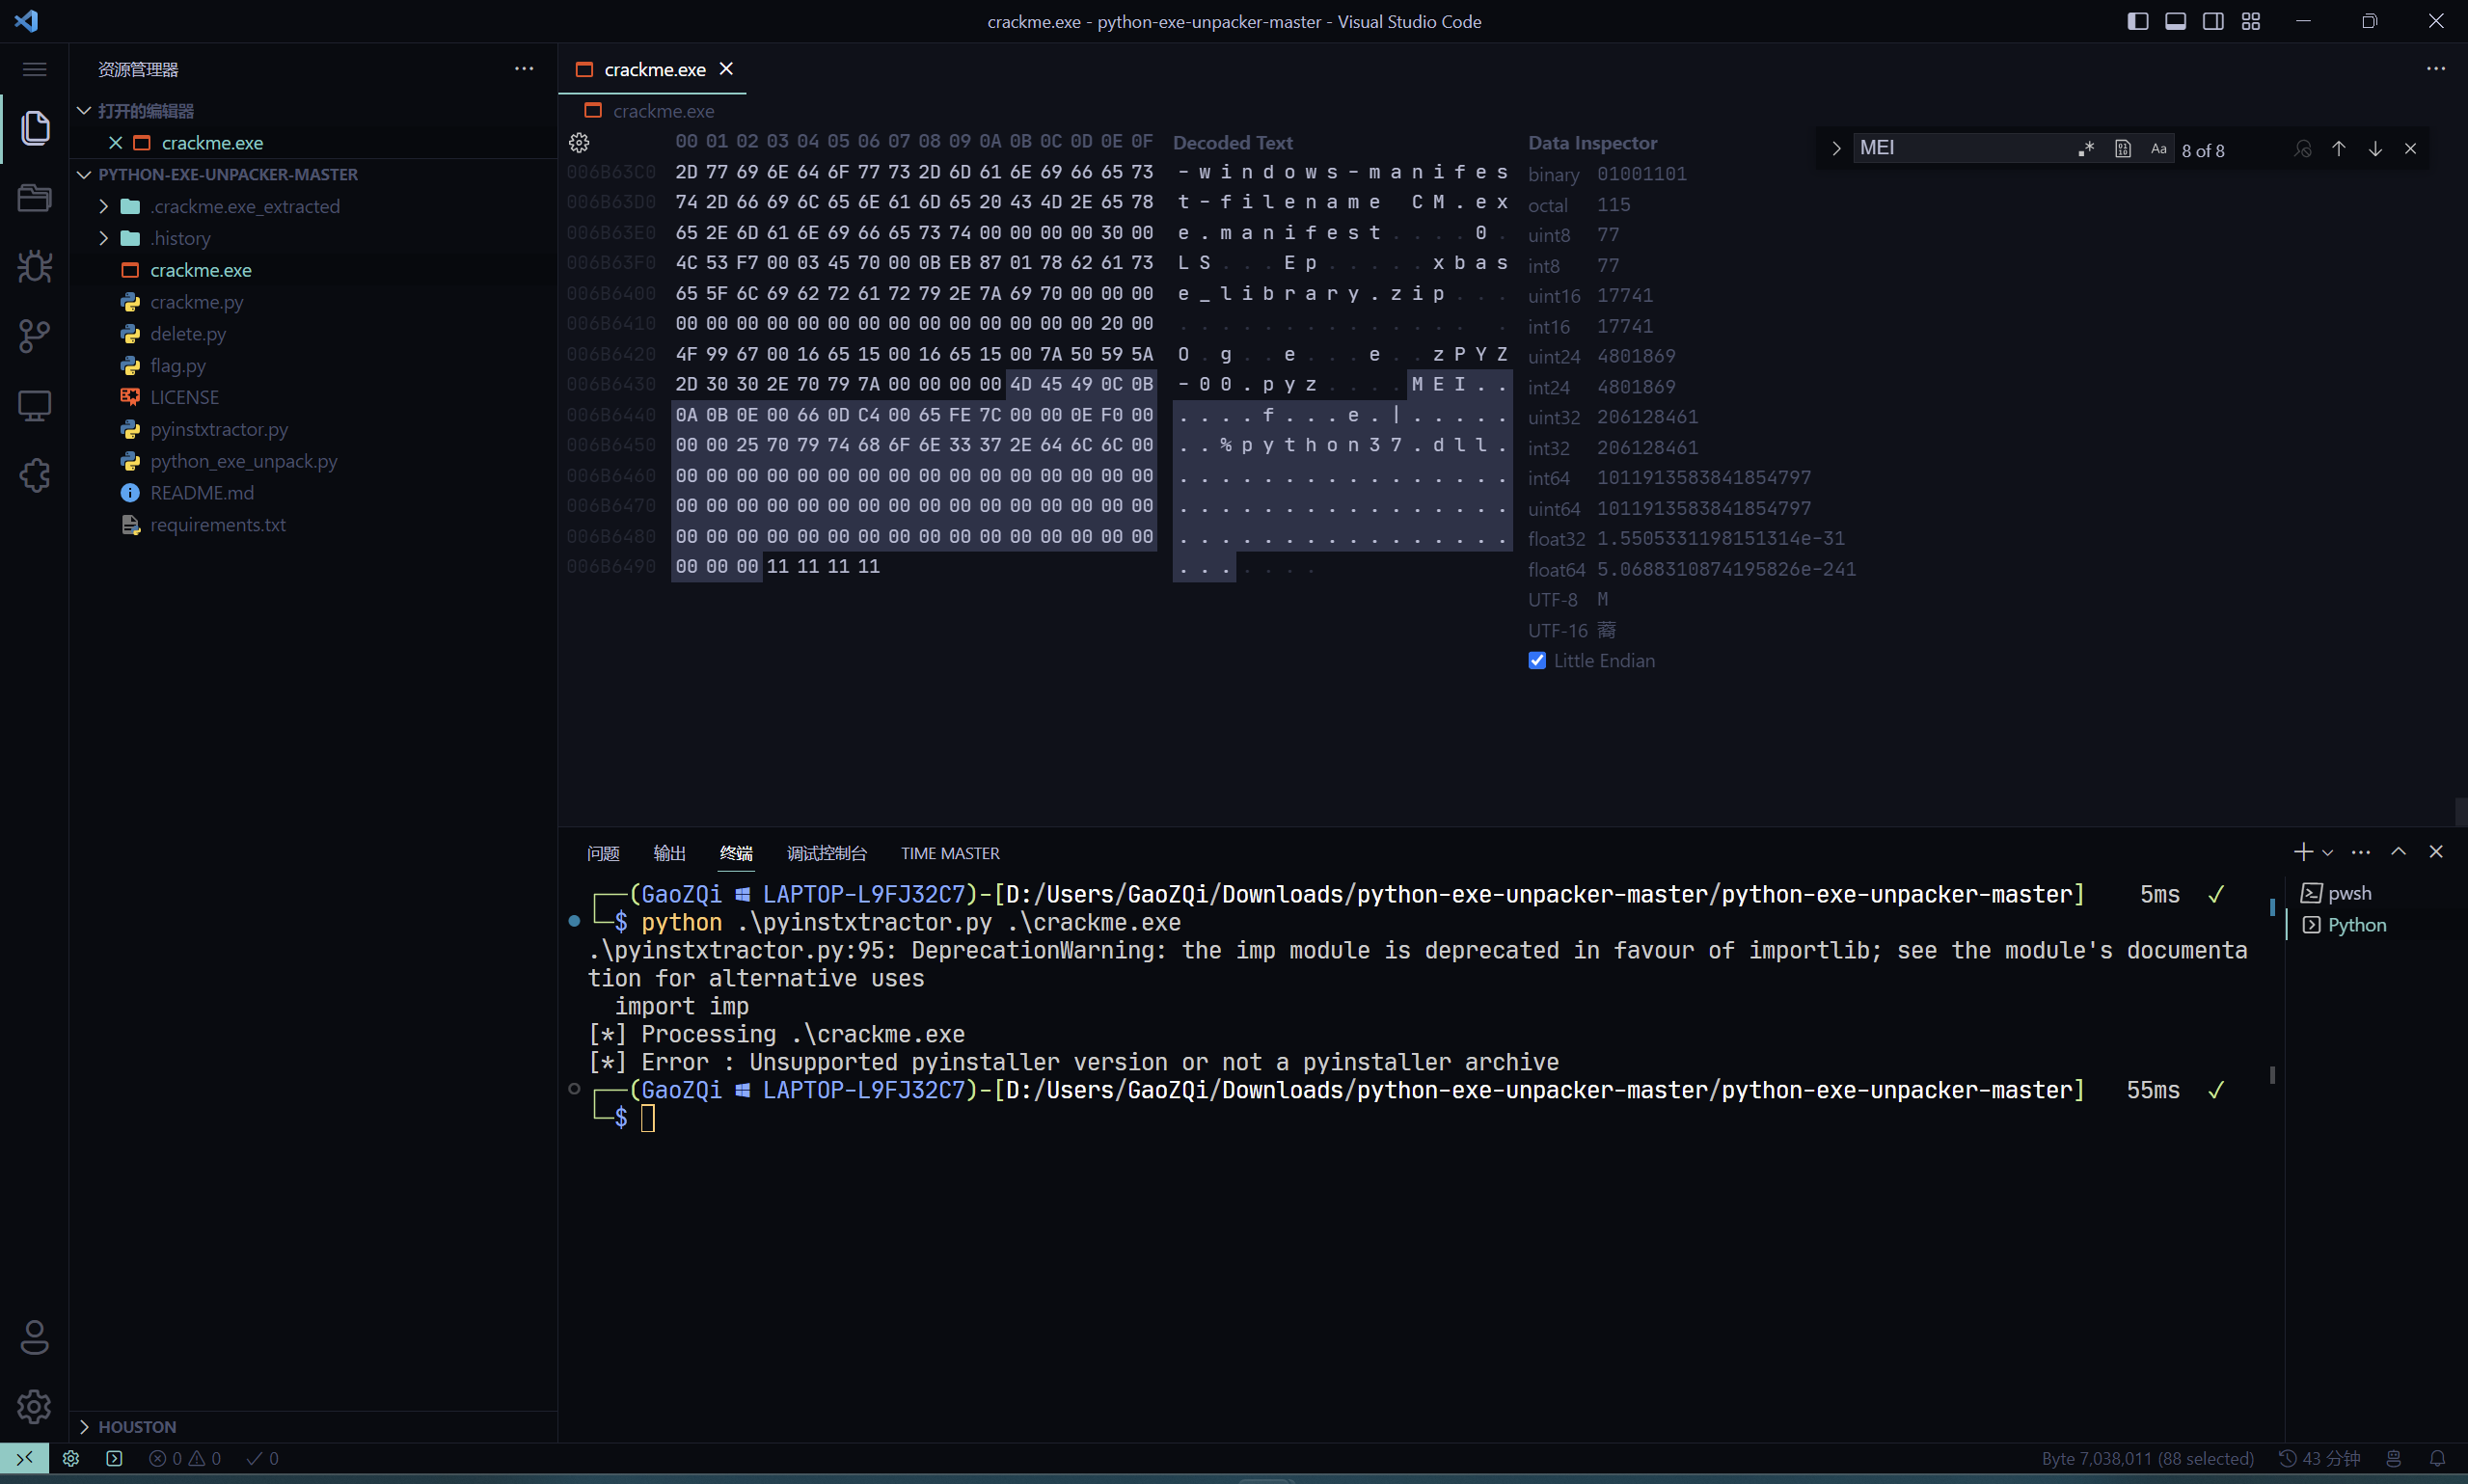 crackme.exe - python-exe-unpacker-master - Visual Studio Code
资源管理器
打开的编辑器
crackme.exe
PYTHON-EXE-UNPACKER-MASTER
.crackme.exe_extracted
.history
crackme.exe
crackme.py
delete.py
flag.py
LICENSE
pyinstxtractor.py
python_exe_unpack.py
README.md
requirements.txt
HOUSTON
crackme.exe
crackme.exe
00 01 02 03 04 05 06 07 08 09 0A 0B 0C 0D 0E 0F Decoded Text
006B63C0 2D 77 69 6E 64 6F 77 73 2D 6D 61 6E 69 66 65 73 -windows-manifes
006B63D0 74 2D 66 69 6C 65 6E 61 6D 65 20 43 4D 2E 65 78 t-filename CM.ex
006B63E0 65 2E 6D 61 6E 69 66 65 73 74 00 00 00 00 30 00 e.manifest....0.
006B63F0 4C 53 F7 00 03 45 70 00 0B EB 87 01 78 62 61 73 LS...Ep.....xbas
006B6400 65 5F 6C 69 62 72 61 72 79 2E 7A 69 70 00 00 00 e_library.zip...
006B6410 00 00 00 00 00 00 00 00 00 00 00 00 00 00 20 00 .............. .
006B6420 4F 99 67 00 16 65 15 00 16 65 15 00 7A 50 59 5A O.g..e...e..zPYZ
006B6430 2D 30 30 2E 70 79 7A 00 00 00 00 4D 45 49 0C 0B -00.pyz....MEI..
006B6440 0A 0B 0E 00 66 0D C4 00 65 FE 7C 00 00 0E F0 00 ....f...e.|.....
006B6450 00 00 25 70 79 74 68 6F 6E 33 37 2E 64 6C 6C 00 ..%python37.dll.
006B6460 00 00 00 00 00 00 00 00 00 00 00 00 00 00 00 00 ................
006B6470 00 00 00 00 00 00 00 00 00 00 00 00 00 00 00 00 ................
006B6480 00 00 00 00 00 00 00 00 00 00 00 00 00 00 00 00 ................
006B6490 00 00 00 11 11 11 11 .......
Data Inspector
binary 01001101
octal 115
uint8 77
int8 77
uint16 17741
int16 17741
uint24 4801869
int24 4801869
uint32 206128461
int32 206128461
int64 1011913583841854797
uint64 1011913583841854797
float32 1.5505331198151314e-31
float64 5.0688310874195826e-241
UTF-8 M
UTF-16
Little Endian
MEI
Aa
8 of 8
问题 输出 终端 调试控制台 TIME MASTER
┌──(GaoZQi LAPTOP-L9FJ32C7)-[D:/Users/GaoZQi/Downloads/python-exe-unpacker-master/python-exe-unpacker-master] 5ms ✓
└─$ python .\pyinstxtractor.py .\crackme.exe
.\pyinstxtractor.py:95: DeprecationWarning: the imp module is deprecated in favour of importlib; see the module's documenta
tion for alternative uses
import imp
[*] Processing .\crackme.exe
[*] Error : Unsupported pyinstaller version or not a pyinstaller archive
┌──(GaoZQi LAPTOP-L9FJ32C7)-[D:/Users/GaoZQi/Downloads/python-exe-unpacker-master/python-exe-unpacker-master] 55ms ✓
└─$
pwsh
Python
0 0 0
Byte 7,038,011 (88 selected)
43 分钟